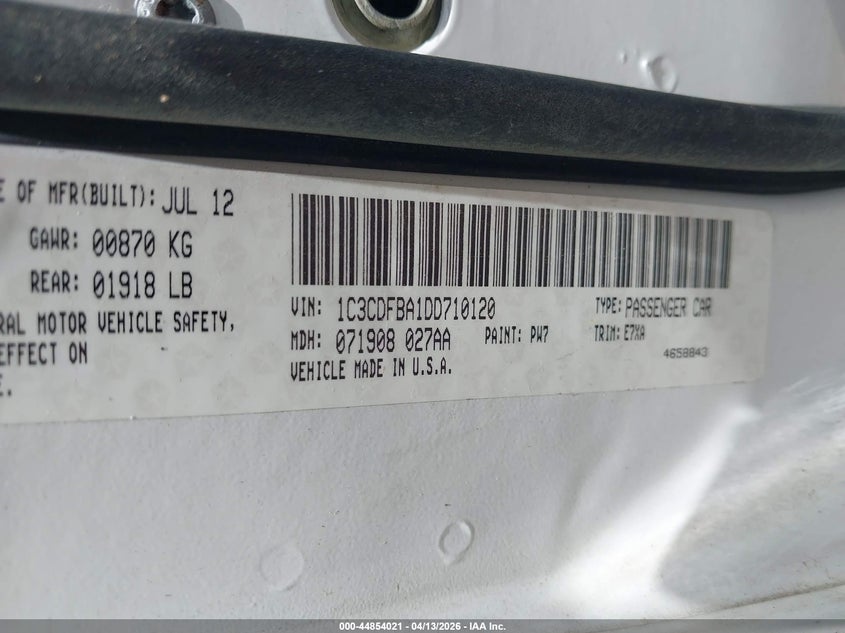 E OF MFR(BUILT): JUL 12
GAWR: 00870 KG
REAR: 01918 LB
RAL MOTOR VEHICLE SAFETY,
EFFECT ON
E.
VIN: 1C3CDFBA1DD710120
TYPE: PASSENGER CAR
MDH: 071908 027AA
PAINT: PW7
TRIM: E7XA
VEHICLE MADE IN U.S.A.
4658843
000-44854021 - 04/13/2026 - IAA Inc.